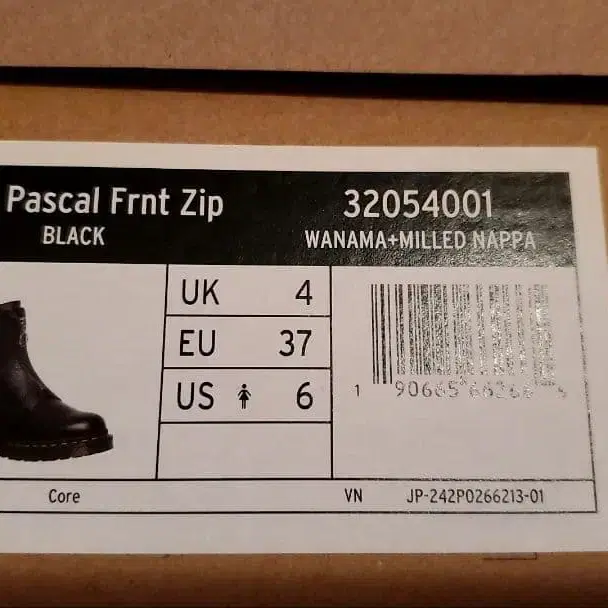 Pascal Frnt Zip 32054001
BLACK WANAMA+MILLED NAPPA
UK 4
EU 37
US 6
Core VN JP-242P0266213-01